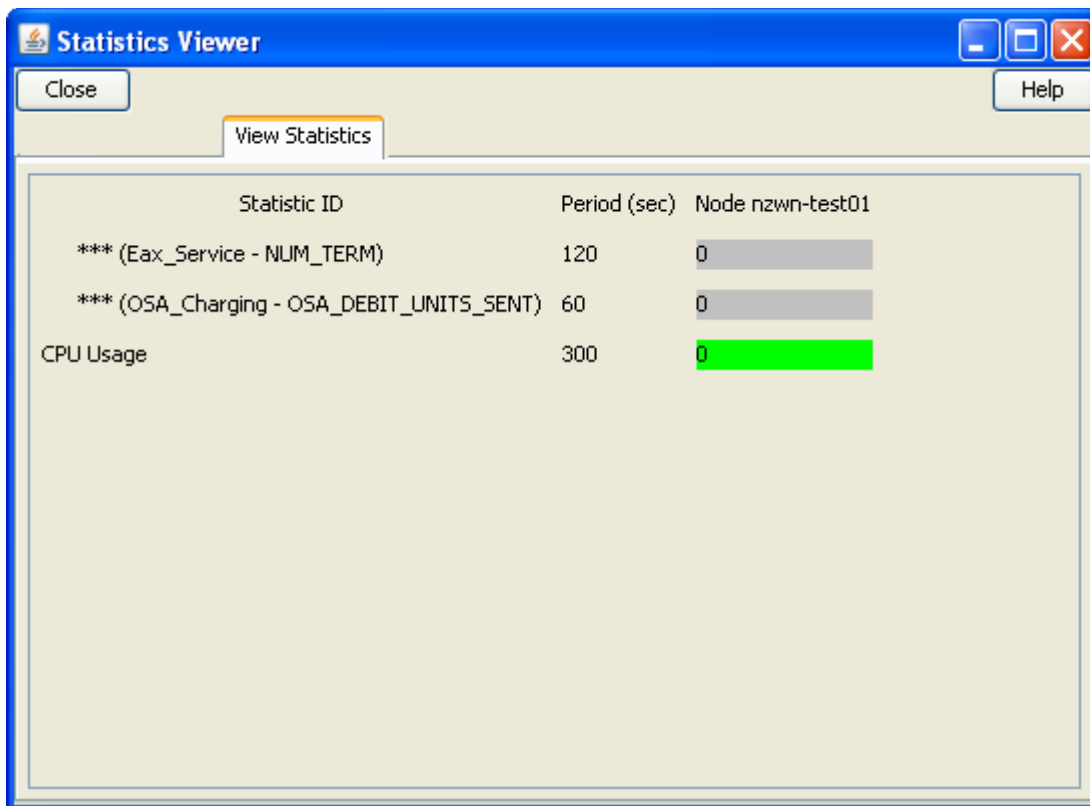 Statistics Viewer
Close Help
View Statistics
Statistic ID Period (sec) Node nzwn-test01
*** (Eax_Service - NUM_TERM) 120 0
*** (OSA_Charging - OSA_DEBIT_UNITS_SENT) 60 0
CPU Usage 300 0